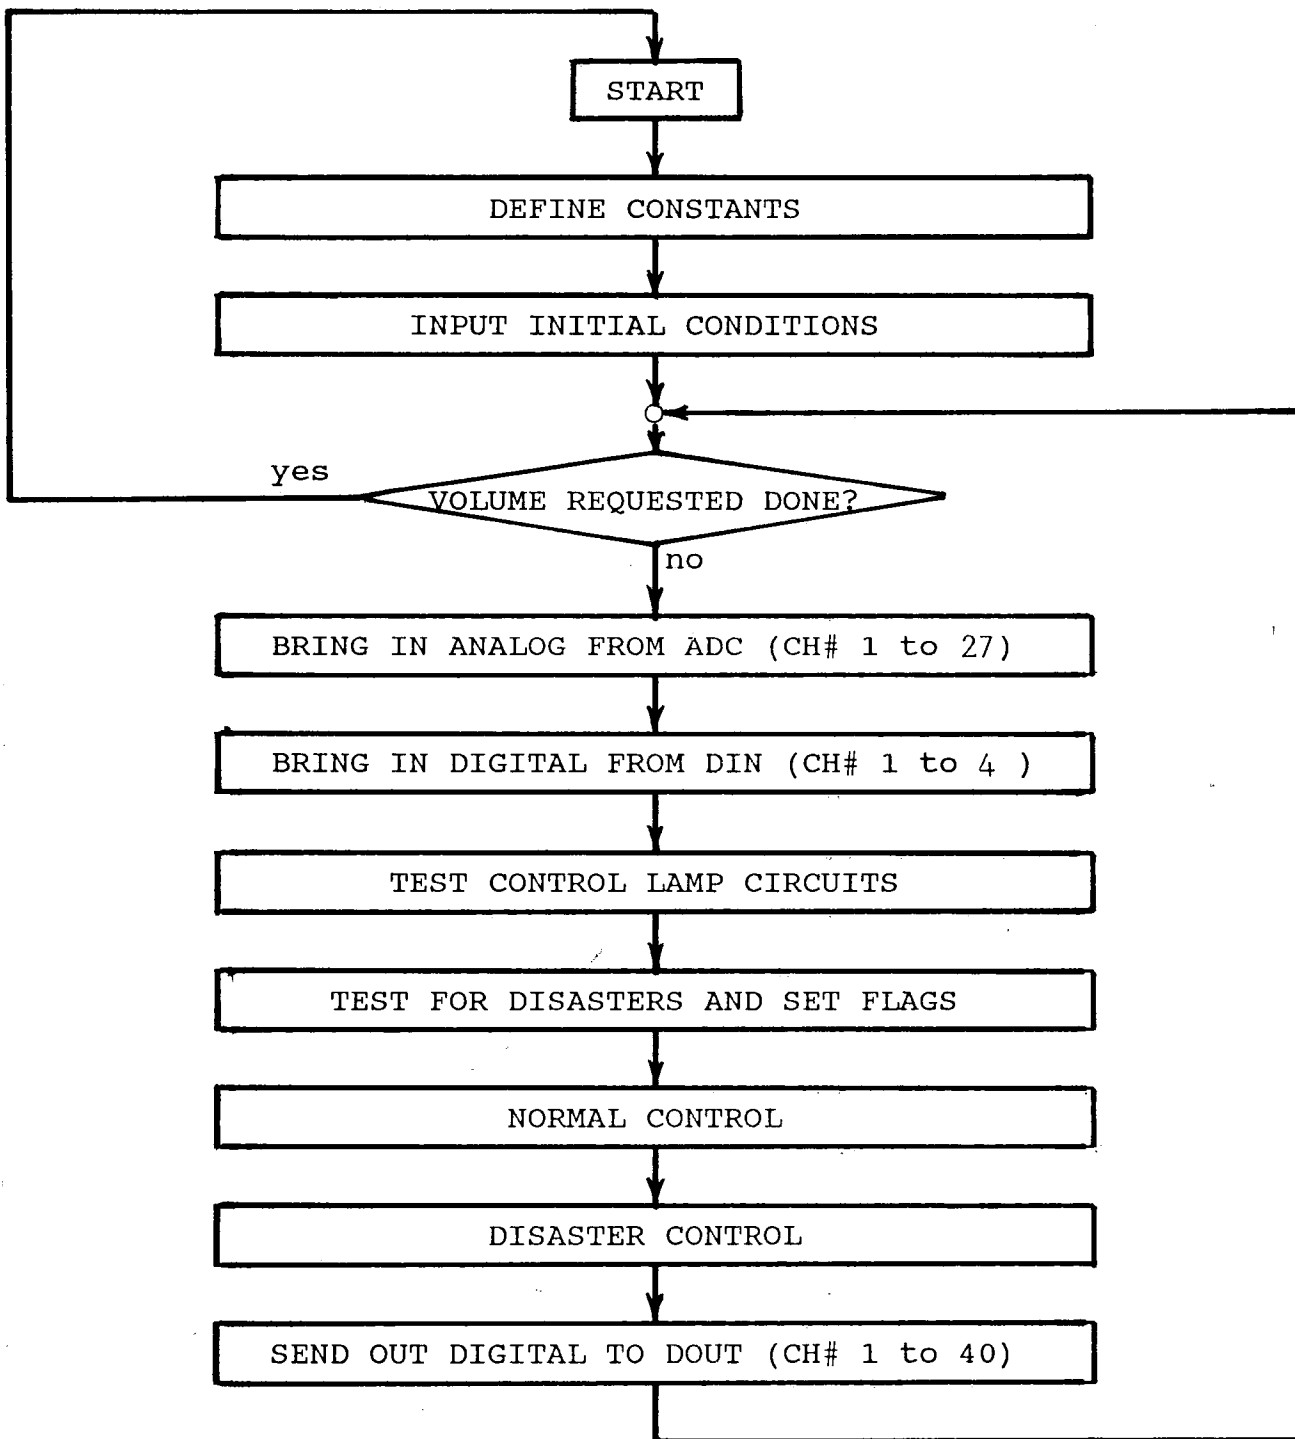 START
DEFINE CONSTANTS
INPUT INITIAL CONDITIONS
yes
VOLUME REQUESTED DONE?
no
BRING IN ANALOG FROM ADC (CH# 1 to 27)
BRING IN DIGITAL FROM DIN (CH# 1 to 4 )
TEST CONTROL LAMP CIRCUITS
TEST FOR DISASTERS AND SET FLAGS
NORMAL CONTROL
DISASTER CONTROL
SEND OUT DIGITAL TO DOUT (CH# 1 to 40)